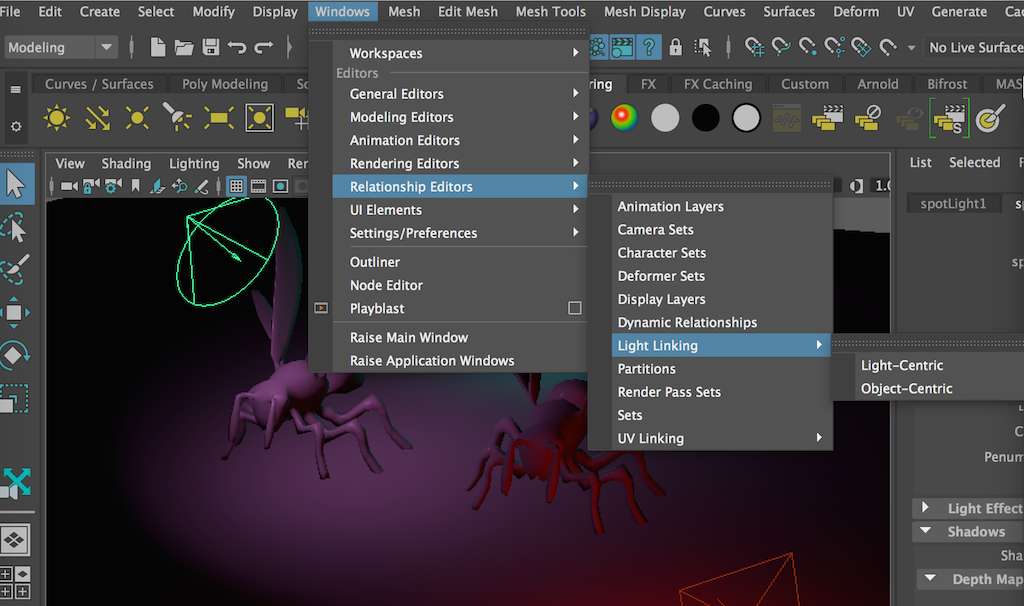 File Edit Create Select Modify Display Windows Mesh Edit Mesh Mesh Tools Mesh Display Curves Surfaces Deform UV Generate
Modeling
No Live Surface
Curves / Surfaces Poly Modeling FX FX Caching Custom Arnold Bifrost MAS
View Shading Lighting Show Ren
1.0
Workspaces
Editors
General Editors
Modeling Editors
Animation Editors
Rendering Editors
Relationship Editors
UI Elements
Settings/Preferences
Outliner
Node Editor
Playblast
Raise Main Window
Raise Application Windows
Animation Layers
Camera Sets
Character Sets
Deformer Sets
Display Layers
Dynamic Relationships
Light Linking
Partitions
Render Pass Sets
Sets
UV Linking
Light-Centric
Object-Centric
List Selected
spotLight1 sp
sp
Penum
Light Effect
Shadows
Sha
Depth Map